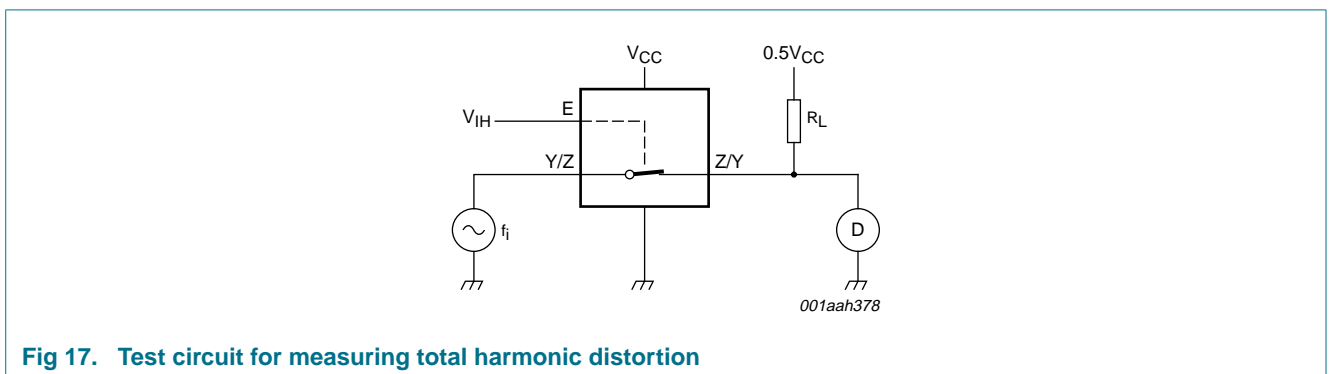 VCC
0.5VCC
VIH
E
RL
Y/Z
Z/Y
fi
D
001aah378
Fig 17. Test circuit for measuring total harmonic distortion